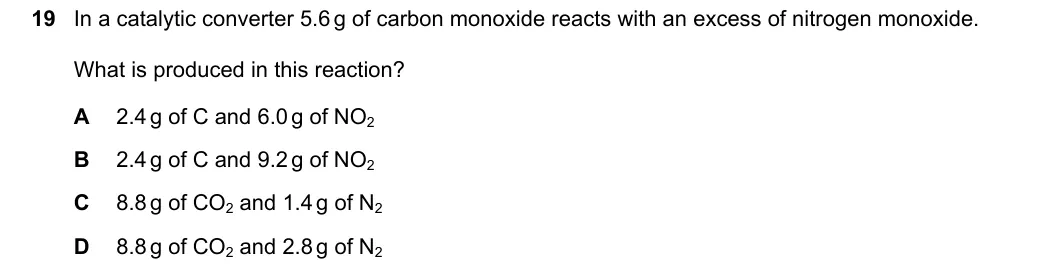 19 In a catalytic converter 5.6 g of carbon monoxide reacts with an excess of nitrogen monoxide.
What is produced in this reaction?
A 2.4 g of C and 6.0 g of NO₂
B 2.4 g of C and 9.2 g of NO₂
C 8.8 g of CO₂ and 1.4 g of N₂
D 8.8 g of CO₂ and 2.8 g of N₂